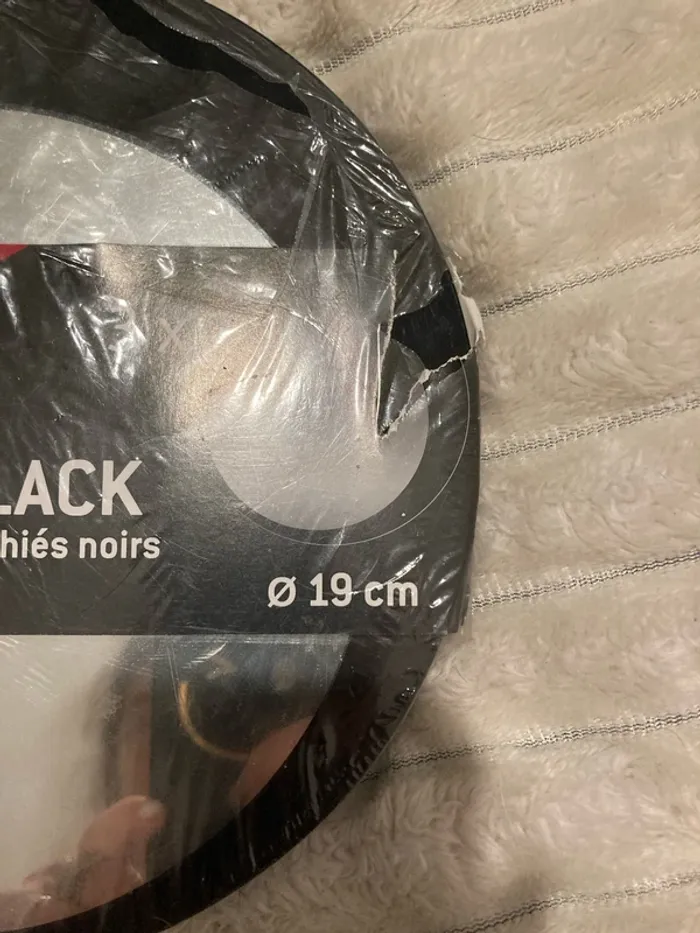 X
LACK
hiés noirs
Ø 19 cm